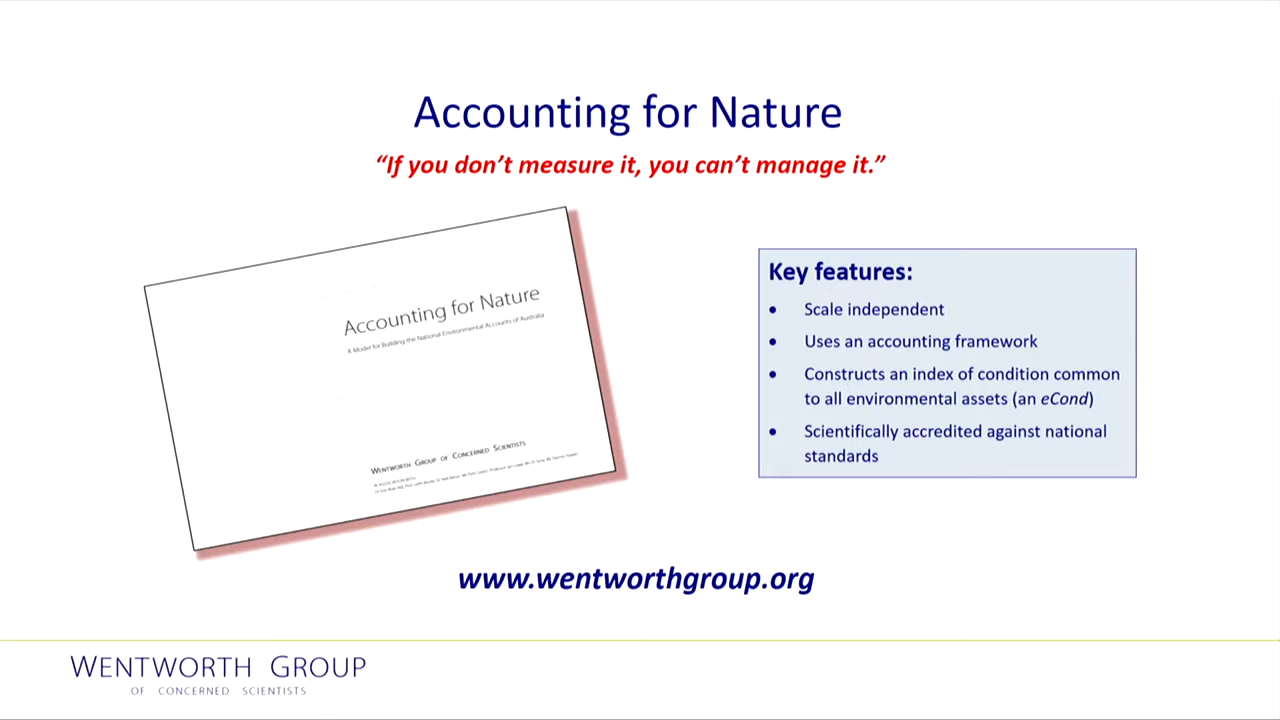 Accounting for Nature
“If you don’t measure it, you can’t manage it.”
Accounting for Nature
A Model for Building the National Environmental Accounts of Australia
WENTWORTH GROUP OF CONCERNED SCIENTISTS
Key features:
• Scale independent
• Uses an accounting framework
• Constructs an index of condition common
to all environmental assets (an eCond)
• Scientifically accredited against national
standards
www.wentworthgroup.org
WENTWORTH GROUP
OF CONCERNED SCIENTISTS